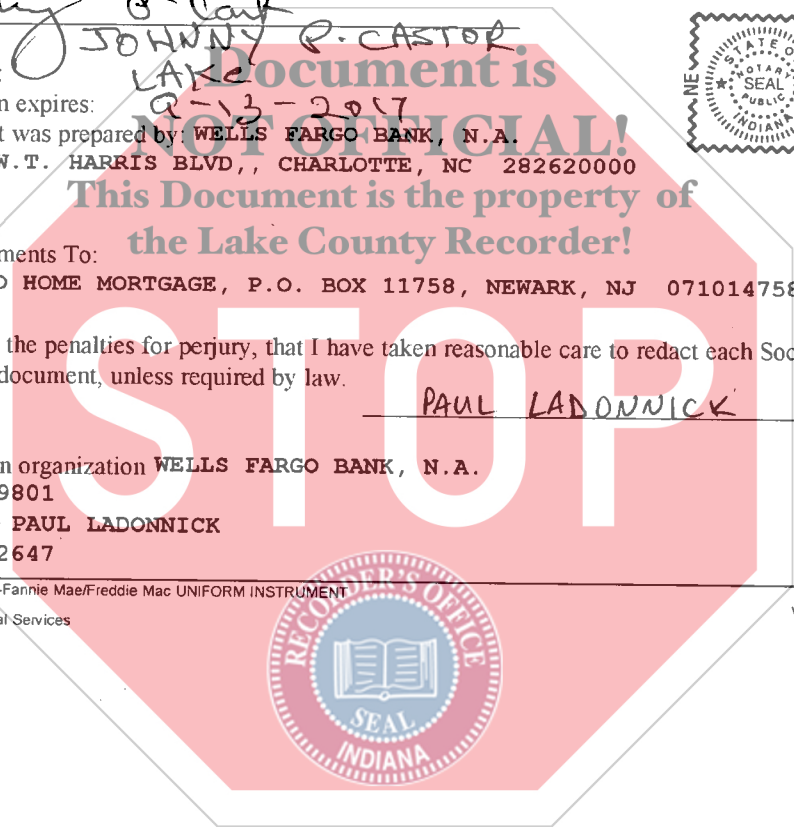 JOHNNY P. CASTOR
LAKE
n expires: 9-13-2017
t was prepared by: WELLS FARGO BANK, N.A.
W.T. HARRIS BLVD,, CHARLOTTE, NC 282620000
ments To:
HOME MORTGAGE, P.O. BOX 11758, NEWARK, NJ 071014758
the penalties for perjury, that I have taken reasonable care to redact each Soc
document, unless required by law.
PAUL LADONNICK
n organization WELLS FARGO BANK, N.A.
9801
PAUL LADONNICK
2647
-Fannie Mae/Freddie Mac UNIFORM INSTRUMENT
al Services
Document is
NOT OFFICIAL!
This Document is the property of
the Lake County Recorder!
STOP
RECORDER'S OFFICE
SEAL
INDIANA
STATE O
NOTARY
SEAL
PUBLIC
INDIANA